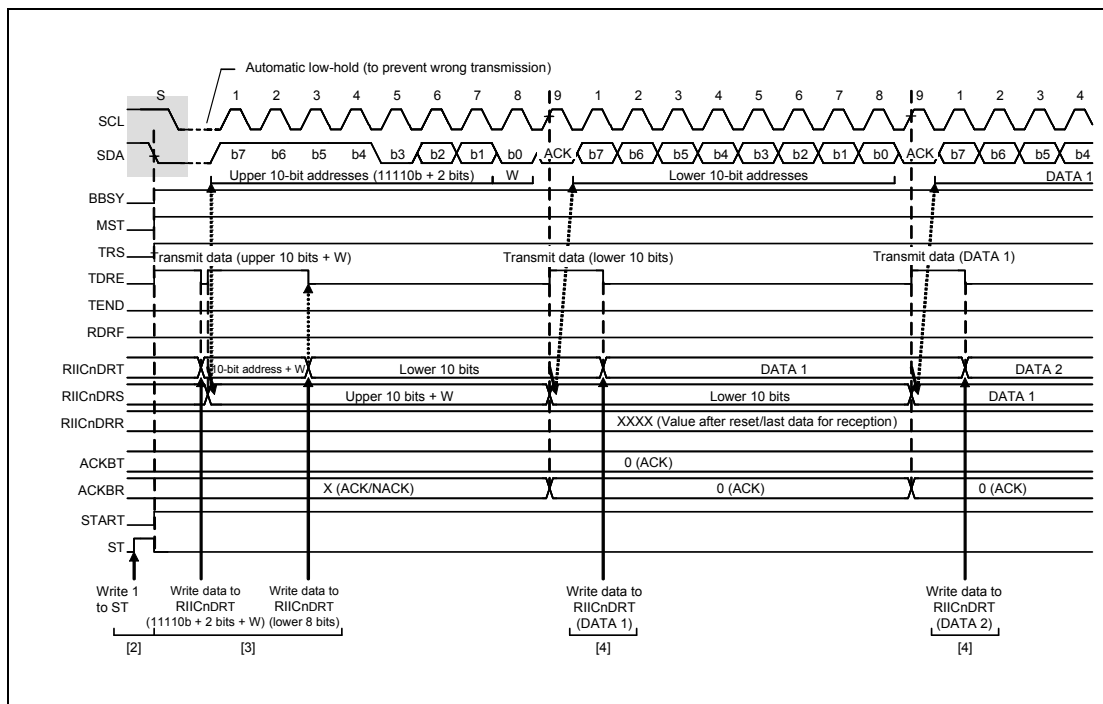 Automatic low-hold (to prevent wrong transmission)
S 1 2 3 4 5 6 7 8 9 1 2 3 4 5 6 7 8 9 1 2 3 4
SCL
SDA b7 b6 b5 b4 b3 b2 b1 b0 ACK b7 b6 b5 b4 b3 b2 b1 b0 ACK b7 b6 b5 b4
Upper 10-bit addresses (11110b + 2 bits) W Lower 10-bit addresses DATA 1
BBSY
MST
TRS
Transmit data (upper 10 bits + W) Transmit data (lower 10 bits) Transmit data (DATA 1)
TDRE
TEND
RDRF
RIICnDRT 10-bit address + W Lower 10 bits DATA 1 DATA 2
RIICnDRS Upper 10 bits + W Lower 10 bits DATA 1
RIICnDRR XXXX (Value after reset/last data for reception)
ACKBT 0 (ACK)
ACKBR X (ACK/NACK) 0 (ACK) 0 (ACK)
START
ST
Write 1 Write data to Write data to Write data to Write data to
to ST RIICnDRT RIICnDRT RIICnDRT RIICnDRT
(11110b + 2 bits + W) (lower 8 bits) (DATA 1) (DATA 2)
[2] [3] [4] [4]